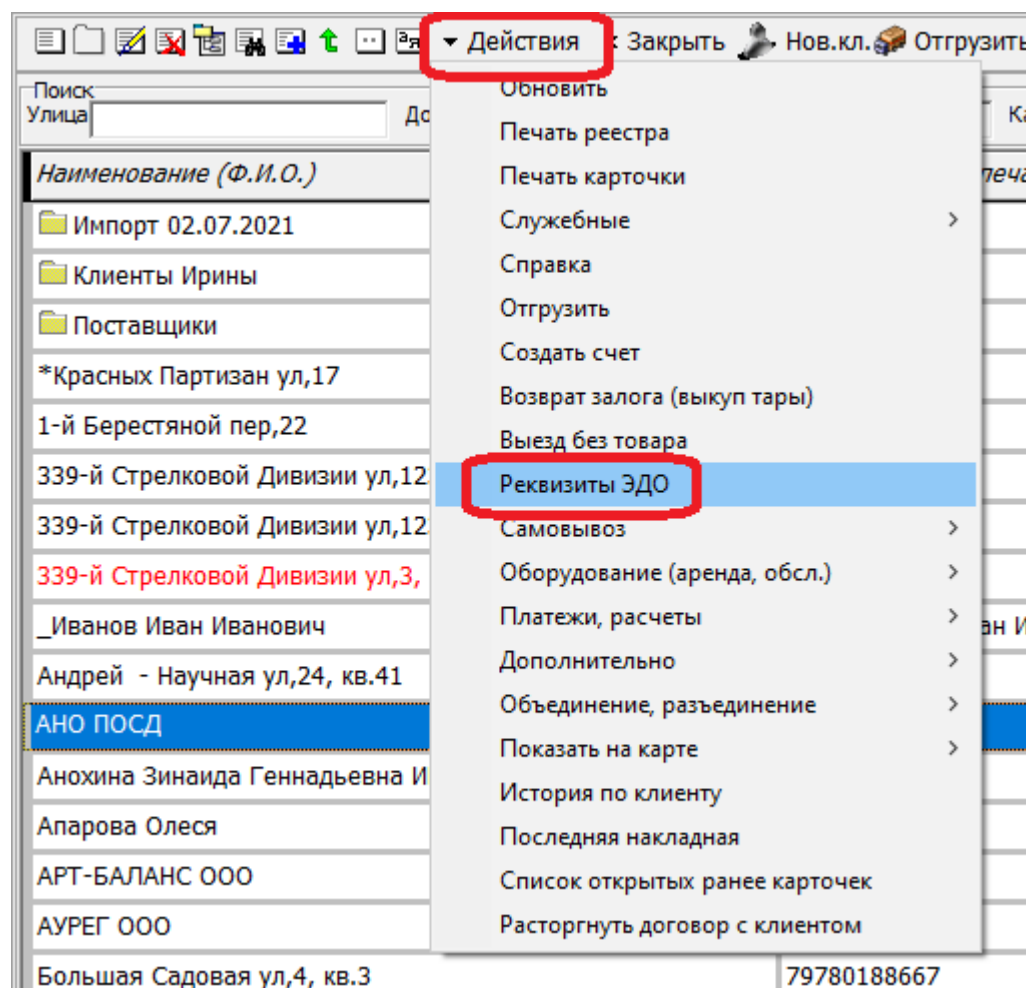 Действия Закрыть Нов.кл. Отгрузить
Поиск
Улица
Наименование (Ф.И.О.)
Импорт 02.07.2021
Клиенты Ирины
Поставщики
*Красных Партизан ул,17
1-й Берестяной пер,22
339-й Стрелковой Дивизии ул,12
339-й Стрелковой Дивизии ул,12
339-й Стрелковой Дивизии ул,3,
_Иванов Иван Иванович
Андрей - Научная ул,24, кв.41
АНО ПОСД
Анохина Зинаида Геннадьевна И
Апарова Олеся
АРТ-БАЛАНС ООО
АУРЕГ ООО
Большая Садовая ул,4, кв.3 79780188667
Обновить
Печать реестра
Печать карточки
Служебные
Справка
Отгрузить
Создать счет
Возврат залога (выкуп тары)
Выезд без товара
Реквизиты ЭДО
Самовывоз
Оборудование (аренда, обсл.)
Платежи, расчеты
Дополнительно
Объединение, разъединение
Показать на карте
История по клиенту
Последняя накладная
Список открытых ранее карточек
Расторгнуть договор с клиентом